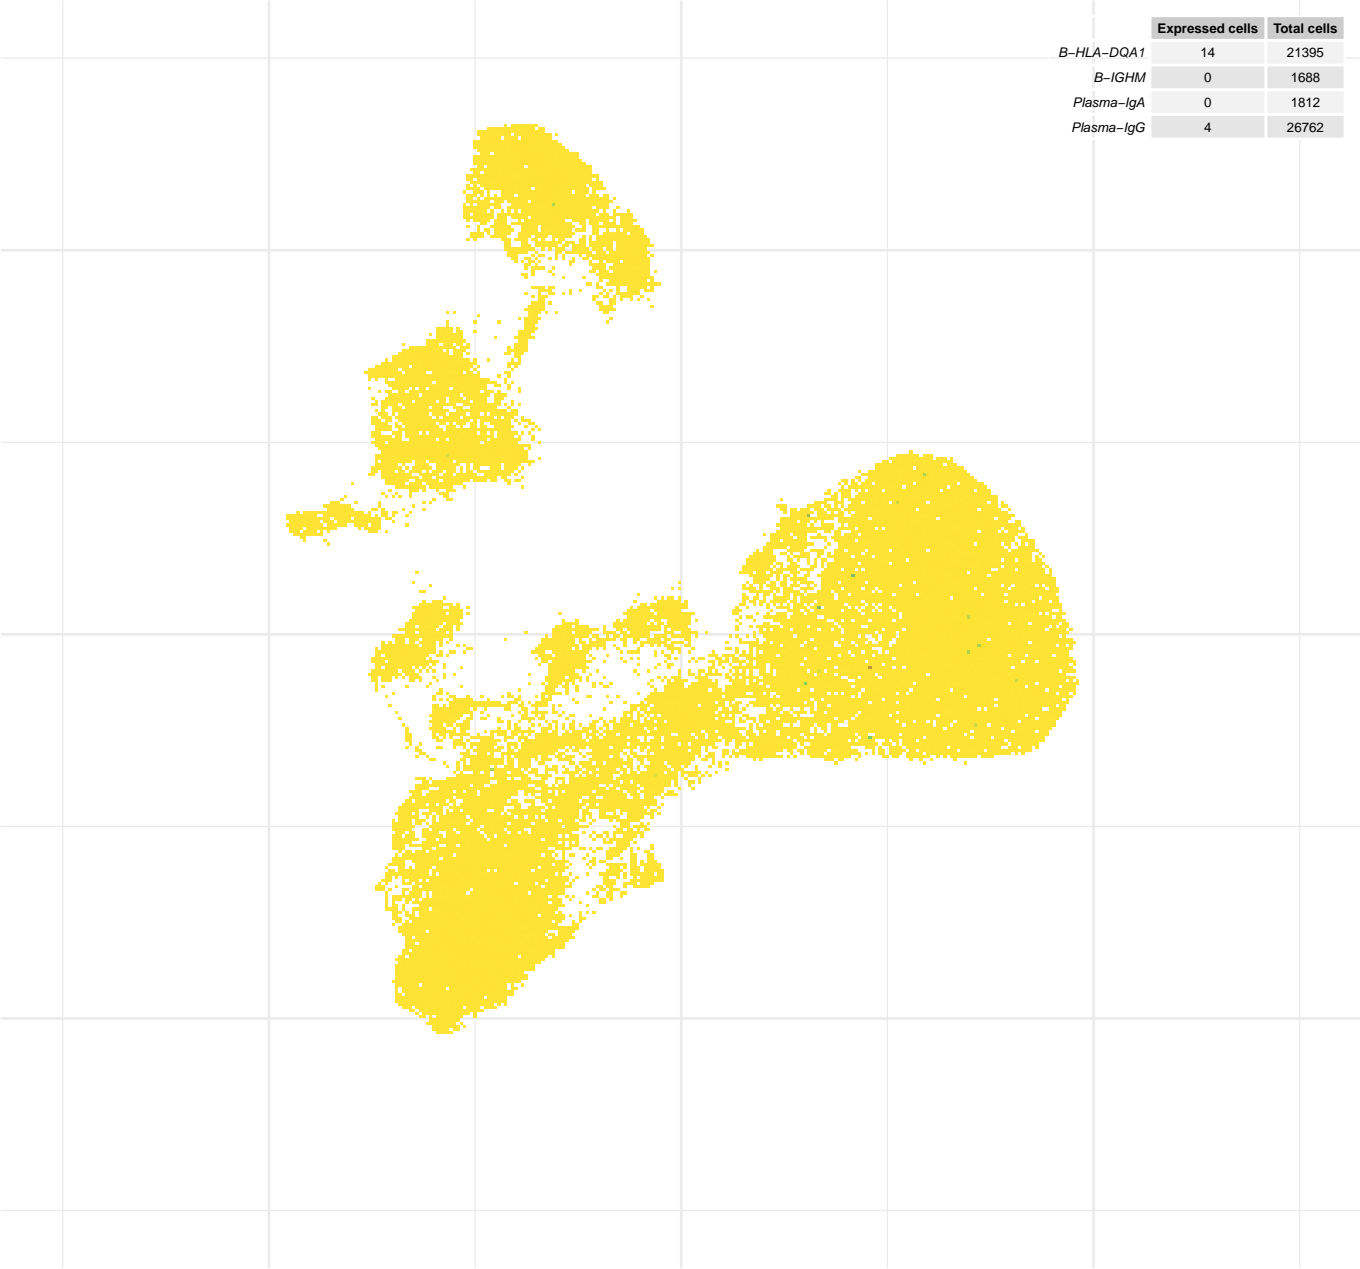 Expressed cells Total cells
B−HLA−DQA1 14 21395
B−IGHM 0 1688
Plasma−IgA 0 1812
Plasma−IgG 4 26762